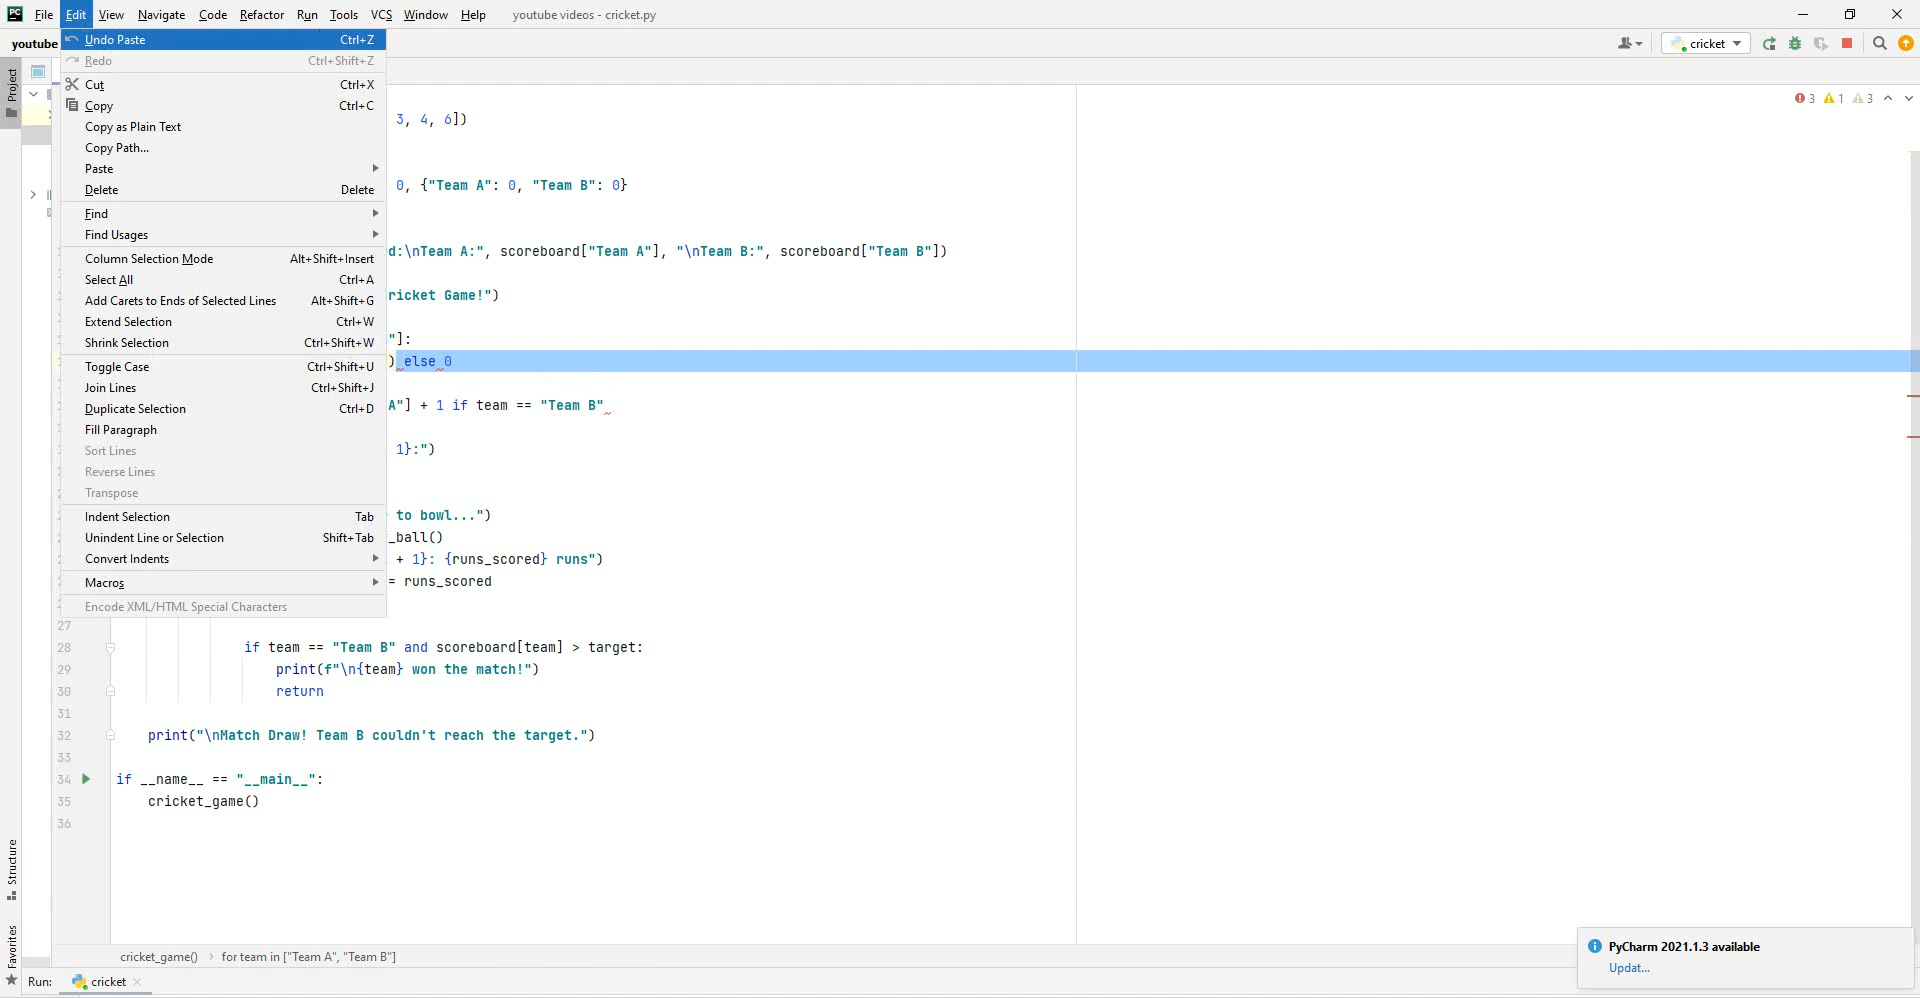 PC File Edit View Navigate Code Refactor Run Tools VCS Window Help youtube videos - cricket.py
youtube
cricket
Project
Undo Paste Ctrl+Z
Redo Ctrl+Shift+Z
Cut Ctrl+X
Copy Ctrl+C
Copy as Plain Text
Copy Path...
Paste
Delete Delete
Find
Find Usages
Column Selection Mode Alt+Shift+Insert
Select All Ctrl+A
Add Carets to Ends of Selected Lines Alt+Shift+G
Extend Selection Ctrl+W
Shrink Selection Ctrl+Shift+W
Toggle Case Ctrl+Shift+U
Join Lines Ctrl+Shift+J
Duplicate Selection Ctrl+D
Fill Paragraph
Sort Lines
Reverse Lines
Transpose
Indent Selection Tab
Unindent Line or Selection Shift+Tab
Convert Indents
Macros
Encode XML/HTML Special Characters
3 1 3
3, 4, 6])
0, {"Team A": 0, "Team B": 0}
d:\nTeam A:", scoreboard["Team A"], "\nTeam B:", scoreboard["Team B"])
ricket Game!")
"]:
) else 0
A"] + 1 if team == "Team B"
1}:")
to bowl...")
_ball()
+ 1}: {runs_scored} runs")
= runs_scored
27
28 if team == "Team B" and scoreboard[team] > target:
29 print(f"\n{team} won the match!")
30 return
31
32 print("\nMatch Draw! Team B couldn't reach the target.")
33
34 if __name__ == "__main__":
35 cricket_game()
36
Structure
Favorites
cricket_game() › for team in ["Team A", "Team B"]
PyCharm 2021.1.3 available
Updat...
Run: cricket